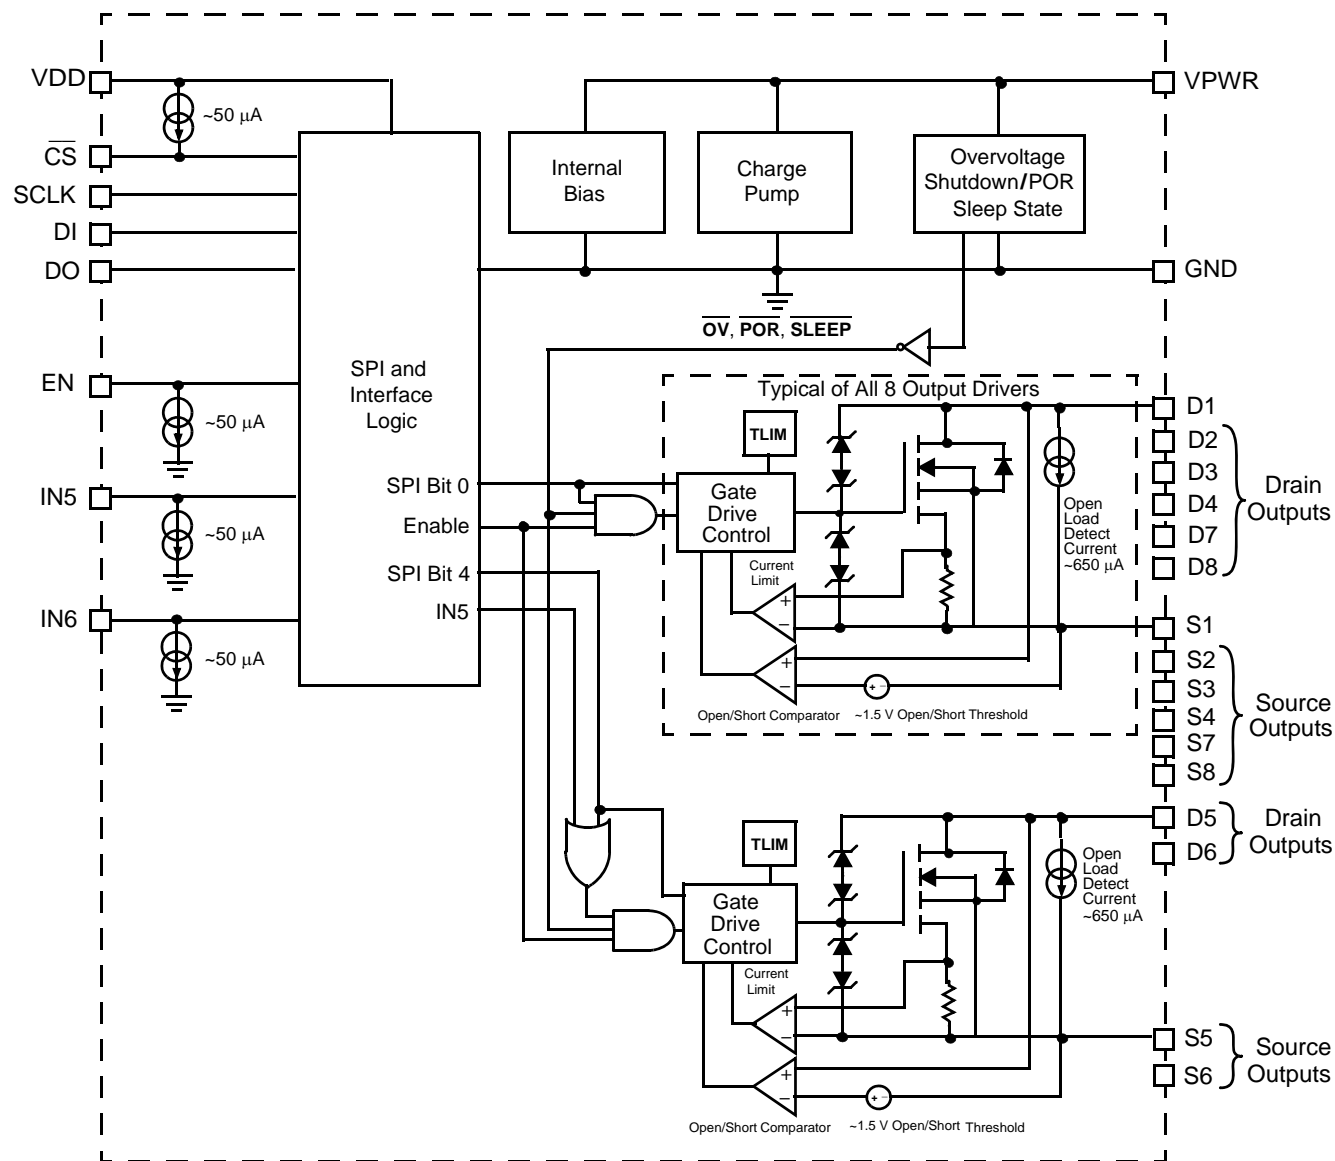 VDD
~50 μA
CS
SCLK
DI
DO
EN
~50 μA
IN5
~50 μA
IN6
~50 μA
SPI and
Interface
Logic
SPI Bit 0
Enable
SPI Bit 4
IN5
Internal
Bias
Charge
Pump
Overvoltage
Shutdown/POR
Sleep State
VPWR
GND
OV, POR, SLEEP
Typical of All 8 Output Drivers
TLIM
Gate
Drive
Control
Current
Limit
+
–
+
–
+ –
Open
Load
Detect
Current
~650 μA
Open/Short Comparator
~1.5 V Open/Short Threshold
D1
D2
D3
D4
D7
D8
Drain
Outputs
S1
S2
S3
S4
S7
S8
Source
Outputs
D5
D6
Drain
Outputs
TLIM
Gate
Drive
Control
Current
Limit
+
–
+
–
+ –
Open
Load
Detect
Current
~650 μA
Open/Short Comparator
~1.5 V Open/Short Threshold
S5
S6
Source
Outputs